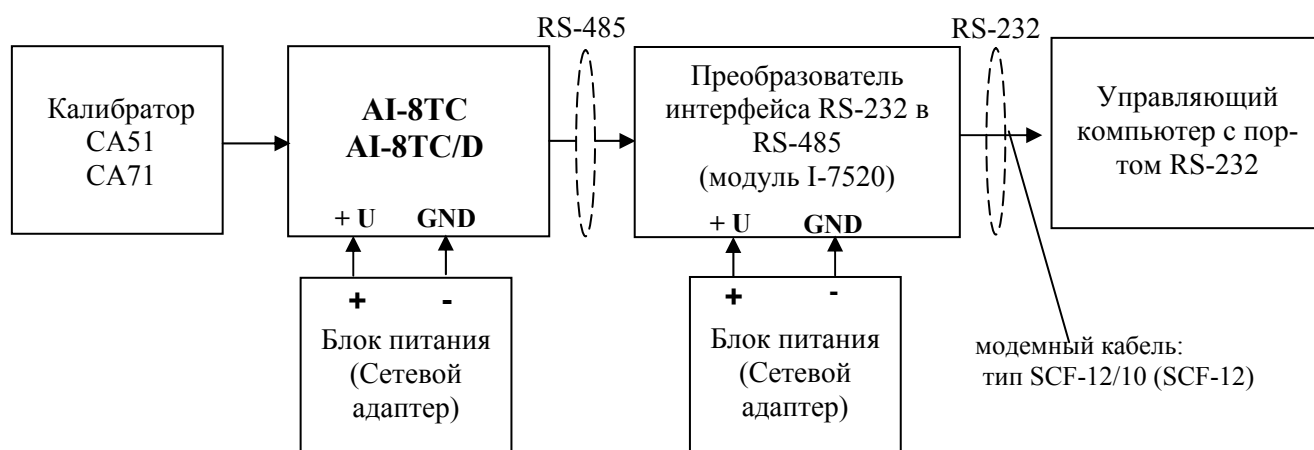 RS-485
RS-232
Калибратор
CA51
CA71
AI-8TC
AI-8TC/D
+ U GND
Преобразователь
интерфейса RS-232 в
RS-485
(модуль I-7520)
+ U GND
Управляющий
компьютер с пор-
том RS-232
+ -
Блок питания
(Сетевой
адаптер)
+ -
Блок питания
(Сетевой
адаптер)
модемный кабель:
тип SCF-12/10 (SCF-12)